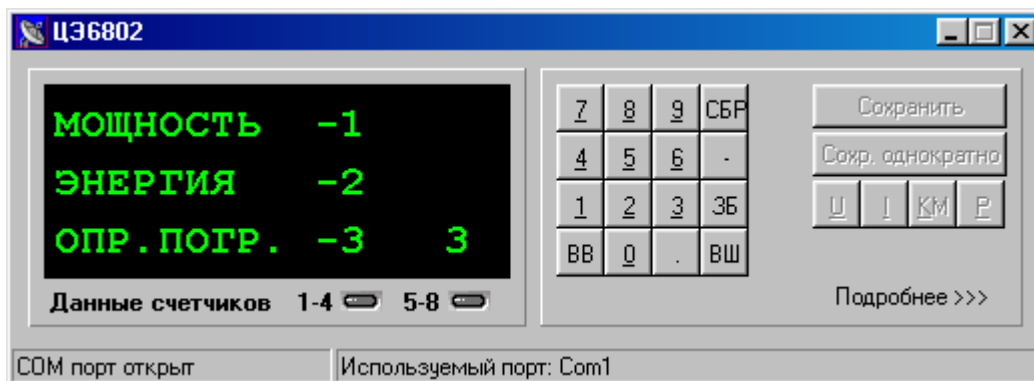 ЦЭ6802
МОЩНОСТЬ -1
ЭНЕРГИЯ -2
ОПР.ПОГР. -3 3
Данные счетчиков 1-4 5-8
7 8 9 СБР
4 5 6 -
1 2 3 ЗБ
ВВ 0 . ВШ
Сохранить
Сохр. однократно
U I KM P
Подробнее >>>
COM порт открыт
Используемый порт: Com1